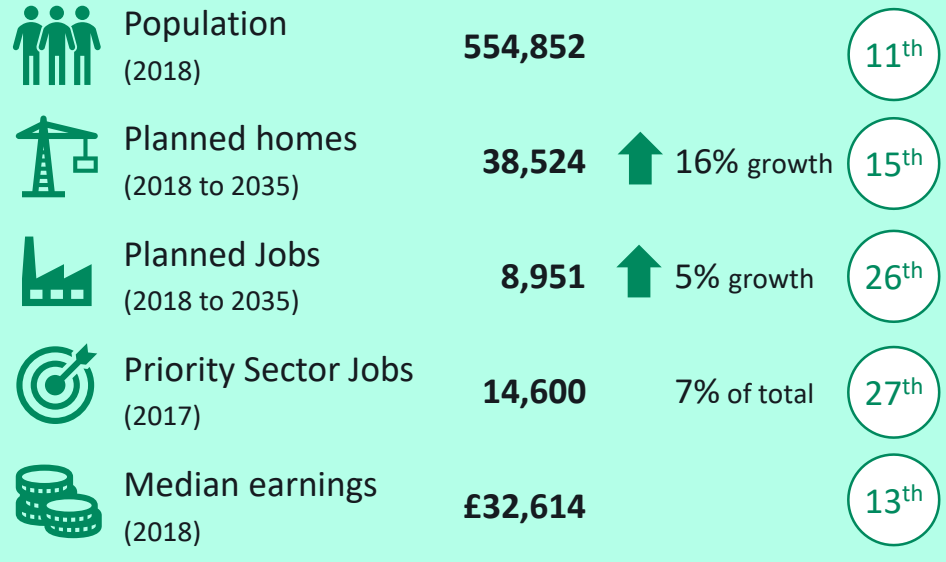 Population
(2018)
554,852
11th
Planned homes
(2018 to 2035)
38,524
16% growth
15th
Planned Jobs
(2018 to 2035)
8,951
5% growth
26th
Priority Sector Jobs
(2017)
14,600
7% of total
27th
Median earnings
(2018)
£32,614
13th